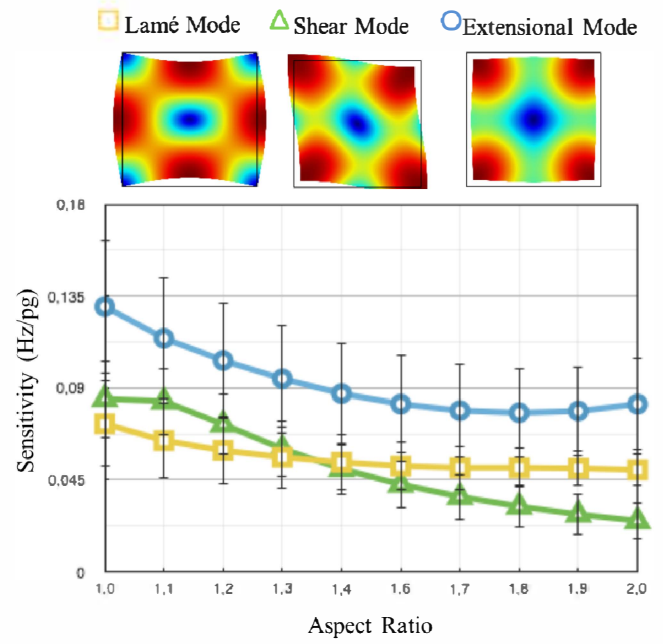 Lamé Mode Shear Mode Extensional Mode
0,18
0,135
0,09
0,045
0
Sensitivity (Hz/pg)
1,0 1,1 1,2 1,3 1,4 1,6 1,7 1,8 1,9 2,0
Aspect Ratio